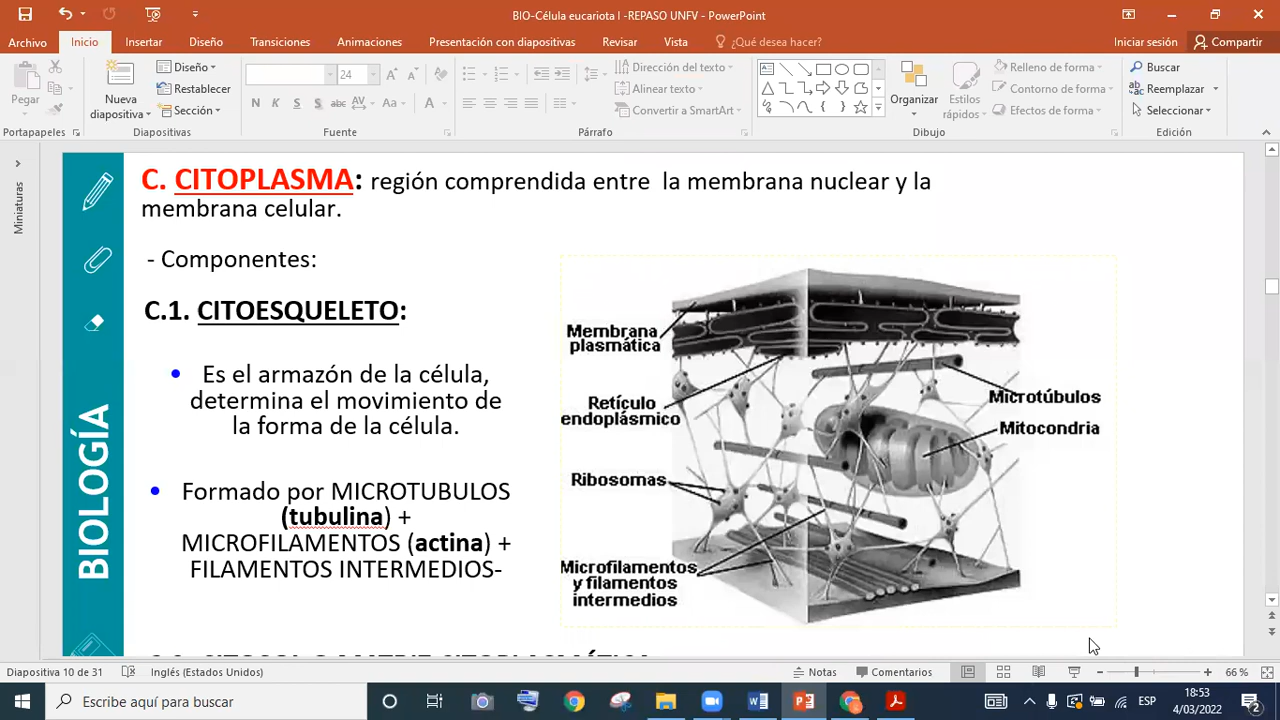 BIO-Célula eucariota I -REPASO UNFV - PowerPoint
Archivo Inicio Insertar Diseño Transiciones Animaciones Presentación con diapositivas Revisar Vista ¿Qué desea hacer? Iniciar sesión Compartir
Pegar
Nueva diapositiva
Diseño
Restablecer
Sección
24
N K S abc AV Aa A
Dirección del texto
Alinear texto
Convertir a SmartArt
Organizar
Estilos rápidos
Relleno de forma
Contorno de forma
Efectos de forma
Buscar
Reemplazar
Seleccionar
Portapapeles Diapositivas Fuente Párrafo Dibujo Edición
Miniaturas
BIOLOGÍA
C. CITOPLASMA: región comprendida entre la membrana nuclear y la
membrana celular.
- Componentes:
C.1. CITOESQUELETO:
• Es el armazón de la célula,
determina el movimiento de
la forma de la célula.
• Formado por MICROTUBULOS
(tubulina) +
MICROFILAMENTOS (actina) +
FILAMENTOS INTERMEDIOS-
Membrana
plasmática
Retículo
endoplásmico
Ribosomas
Microfilamentos
y filamentos
intermedios
Microtúbulos
Mitocondria
Diapositiva 10 de 31 Inglés (Estados Unidos) Notas Comentarios 66 %
Escribe aquí para buscar
ESP
18:53
4/03/2022
2